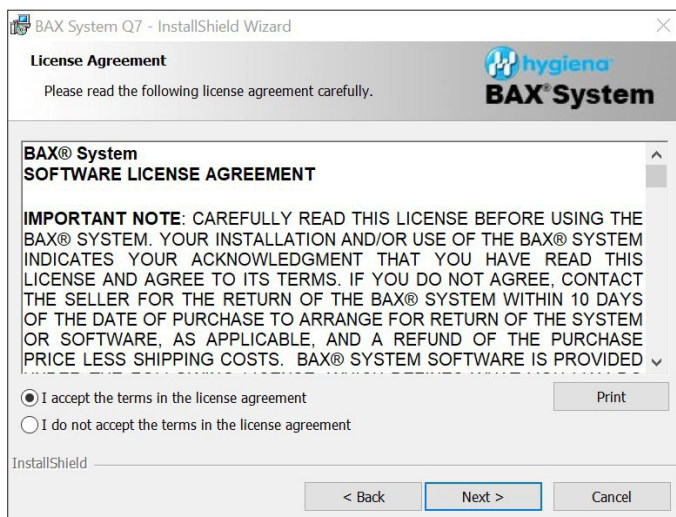 BAX System Q7 - InstallShield Wizard
License Agreement
Please read the following license agreement carefully.
hygiena
BAX® System
BAX® System
SOFTWARE LICENSE AGREEMENT
IMPORTANT NOTE: CAREFULLY READ THIS LICENSE BEFORE USING THE
BAX® SYSTEM. YOUR INSTALLATION AND/OR USE OF THE BAX® SYSTEM
INDICATES YOUR ACKNOWLEDGMENT THAT YOU HAVE READ THIS
LICENSE AND AGREE TO ITS TERMS. IF YOU DO NOT AGREE, CONTACT
THE SELLER FOR THE RETURN OF THE BAX® SYSTEM WITHIN 10 DAYS
OF THE DATE OF PURCHASE TO ARRANGE FOR RETURN OF THE SYSTEM
OR SOFTWARE, AS APPLICABLE, AND A REFUND OF THE PURCHASE
PRICE LESS SHIPPING COSTS. BAX® SYSTEM SOFTWARE IS PROVIDED
I accept the terms in the license agreement
Print
I do not accept the terms in the license agreement
InstallShield
< Back
Next >
Cancel